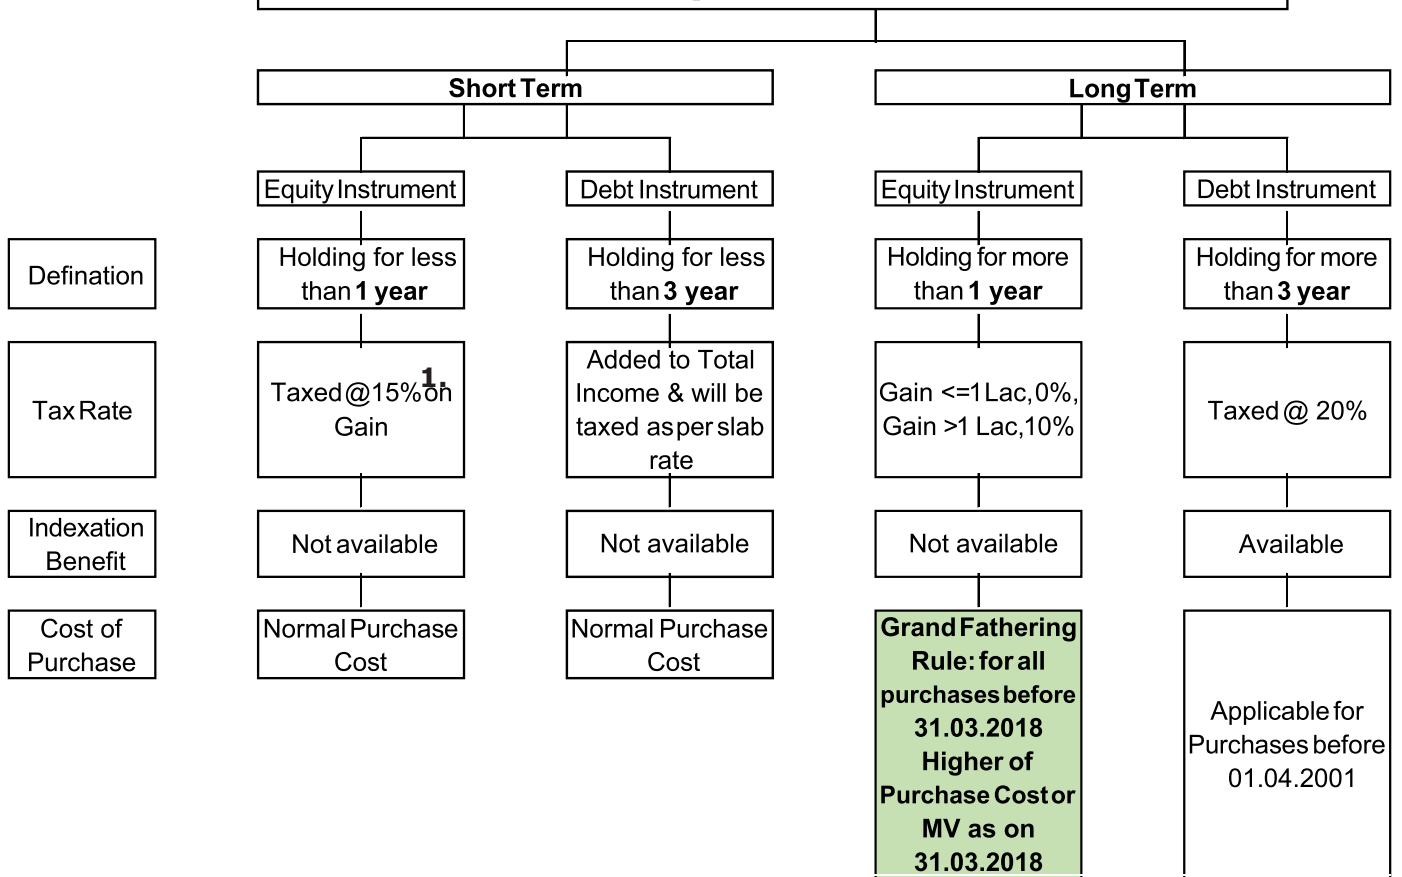 Short Term
Long Term
Equity Instrument
Debt Instrument
Equity Instrument
Debt Instrument
Defination
Holding for less
than 1 year
Holding for less
than 3 year
Holding for more
than 1 year
Holding for more
than 3 year
Tax Rate
1.
Taxed @ 15% on
Gain
Added to Total
Income & will be
taxed as per slab
rate
Gain <=1 Lac, 0%,
Gain >1 Lac, 10%
Taxed @ 20%
Indexation
Benefit
Not available
Not available
Not available
Available
Cost of
Purchase
Normal Purchase
Cost
Normal Purchase
Cost
Grand Fathering
Rule: for all
purchases before
31.03.2018
Higher of
Purchase Cost or
MV as on
31.03.2018
Applicable for
Purchases before
01.04.2001